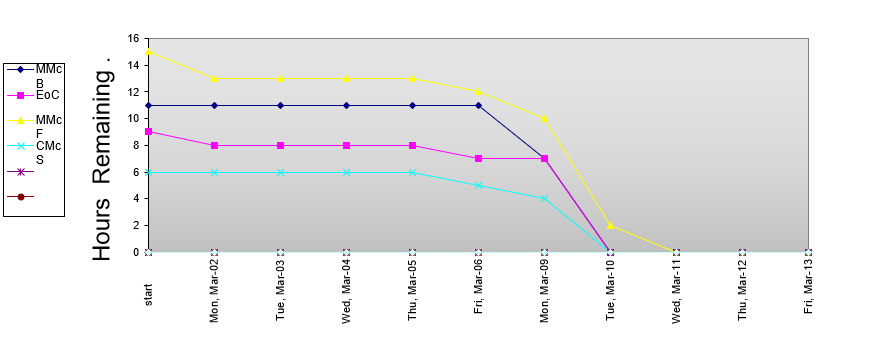 MMc
B
EoC
MMc
F
CMc
S
Hours Remaining .
16
14
12
10
8
6
4
2
0
start
Mon, Mar-02
Tue, Mar-03
Wed, Mar-04
Thu, Mar-05
Fri, Mar-06
Mon, Mar-09
Tue, Mar-10
Wed, Mar-11
Thu, Mar-12
Fri, Mar-13